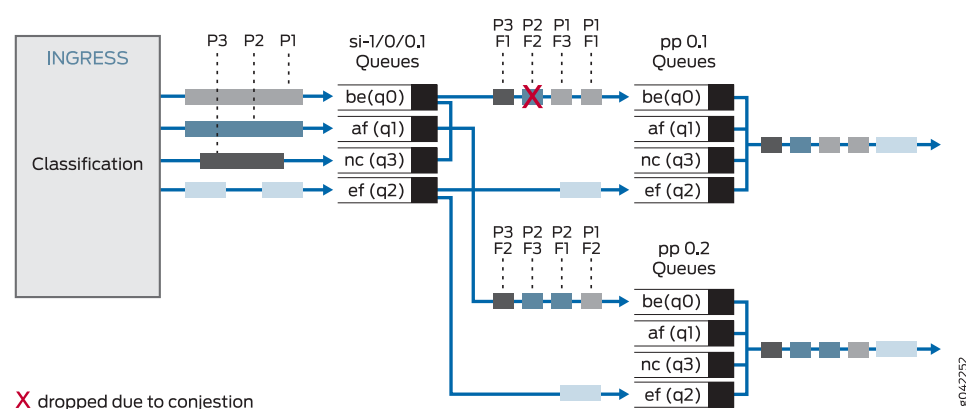 INGRESS
Classification
P3 P2 P1
si-1/0/0.1
Queues
be(q0)
af (q1)
nc (q3)
ef (q2)
P3 P2 P1 P1
F1 F2 F3 F1
X
pp 0.1
Queues
be(q0)
af (q1)
nc (q3)
ef (q2)
P3 P2 P2 P1
F2 F3 F1 F2
pp 0.2
Queues
be(q0)
af (q1)
nc (q3)
ef (q2)
X dropped due to conjestion
g042252